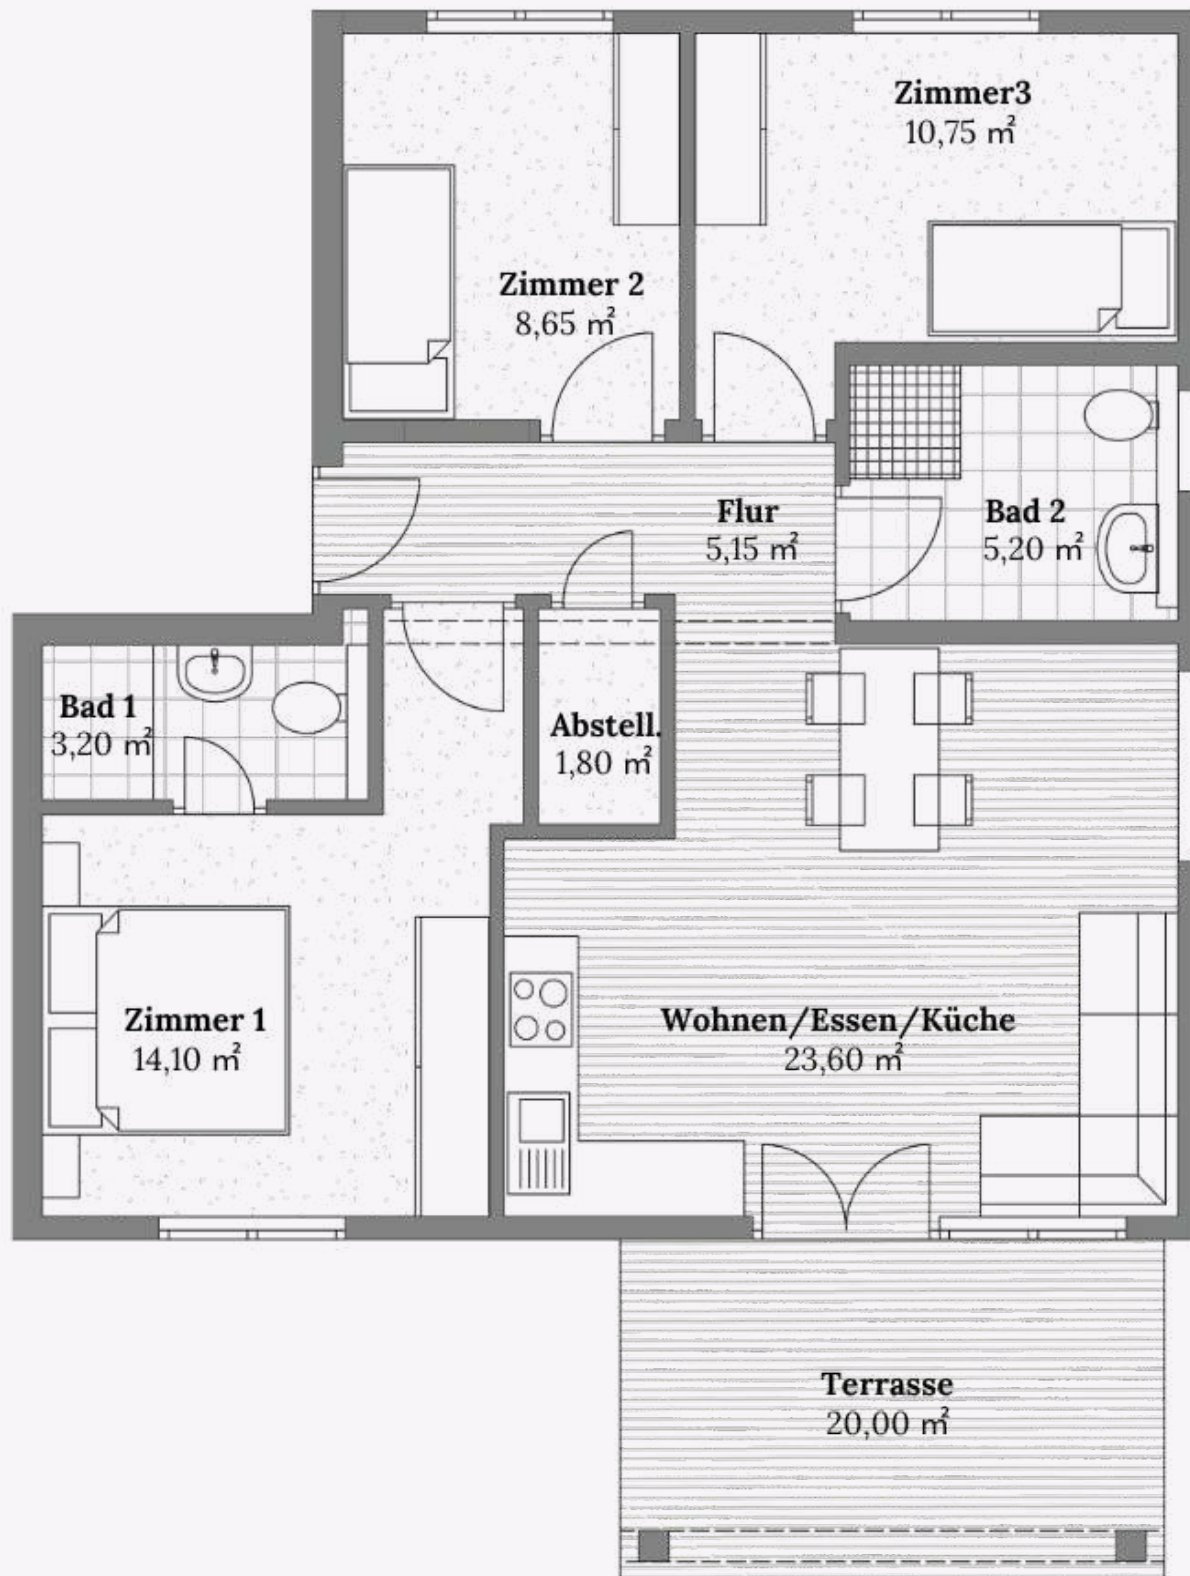 Zimmer3
10,75 m²
Zimmer 2
8,65 m²
Flur
5,15 m²
Bad 2
5,20 m²
Bad 1
3,20 m²
Abstell.
1,80 m²
Zimmer 1
14,10 m²
Wohnen/Essen/Küche
23,60 m²
Terrasse
20,00 m²